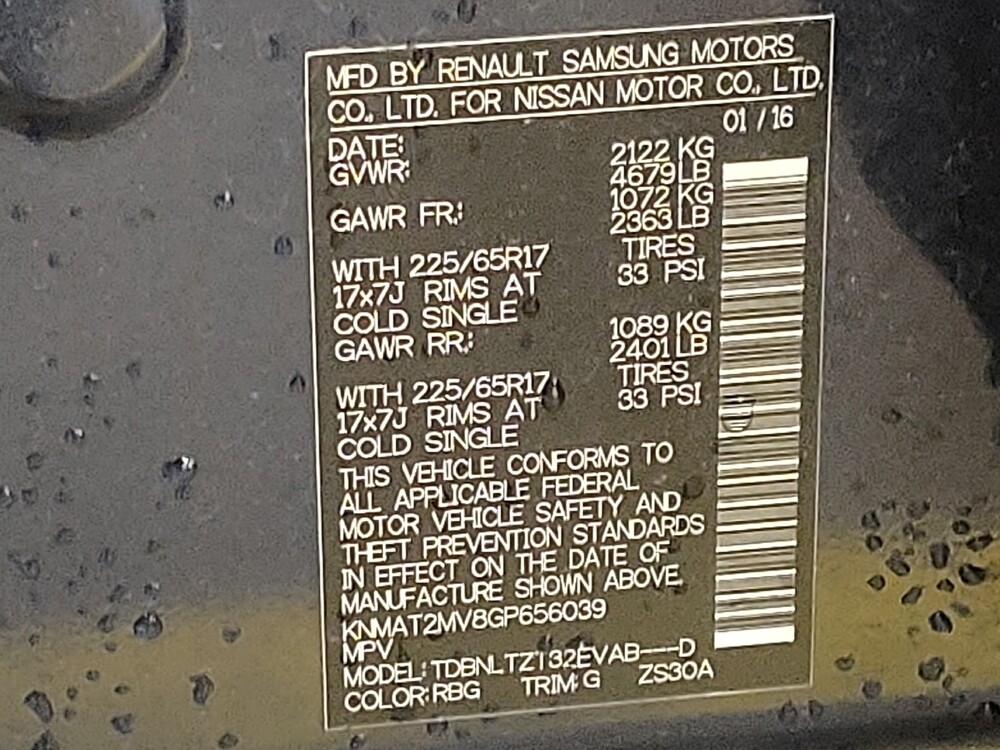 MFD BY RENAULT SAMSUNG MOTORS
CO., LTD. FOR NISSAN MOTOR CO., LTD.
DATE: 01 / 16
GVWR: 2122 KG
4679 LB
GAWR FR.: 1072 KG
2363 LB
WITH 225/65R17 TIRES
17x7J RIMS AT 33 PSI
COLD SINGLE
GAWR RR.: 1089 KG
2401 LB
WITH 225/65R17 TIRES
17x7J RIMS AT 33 PSI
COLD SINGLE
THIS VEHICLE CONFORMS TO
ALL APPLICABLE FEDERAL
MOTOR VEHICLE SAFETY AND
THEFT PREVENTION STANDARDS
IN EFFECT ON THE DATE OF
MANUFACTURE SHOWN ABOVE.
KNMAT2MV8GP656039
MPV
MODEL: TDBNLTZ132EVAB---D
COLOR: RBG TRIM: G ZS30A